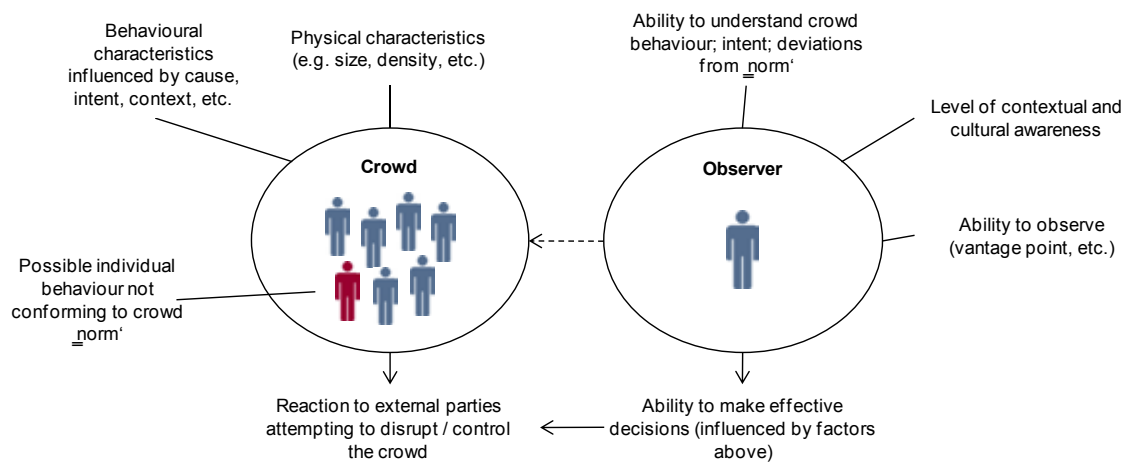 Behavioural
characteristics
influenced by cause,
intent, context, etc.
Physical characteristics
(e.g. size, density, etc.)
Ability to understand crowd
behaviour; intent; deviations
from ‗norm‘
Level of contextual and
cultural awareness
Crowd
Observer
Ability to observe
(vantage point, etc.)
Possible individual
behaviour not
conforming to crowd
‗norm‘
Reaction to external parties
attempting to disrupt / control
the crowd
Ability to make effective
decisions (influenced by factors
above)